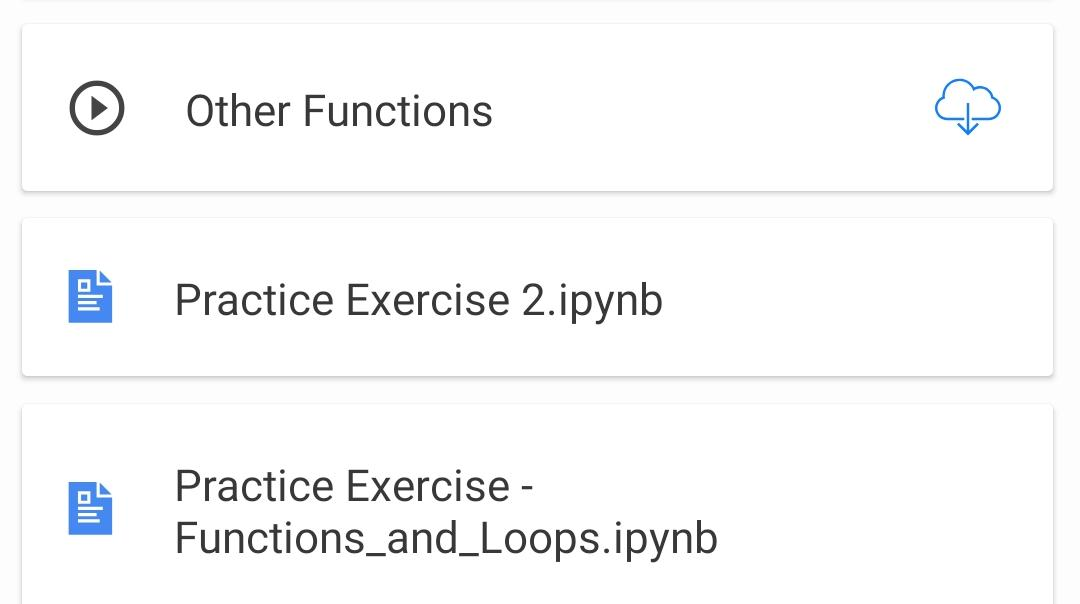 Other Functions
Practice Exercise 2.ipynb
Practice Exercise -
Functions_and_Loops.ipynb